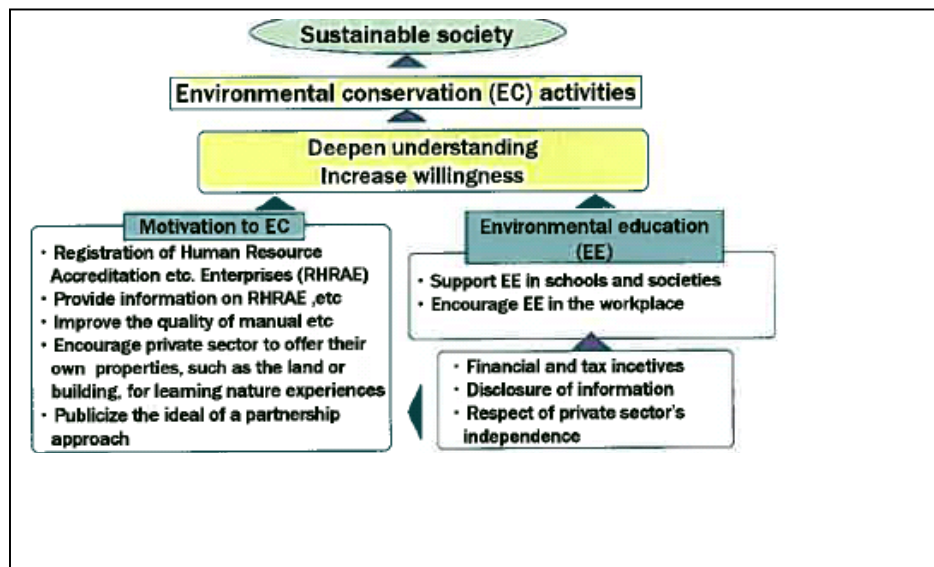 Sustainable society
Environmental conservation (EC) activities
Deepen understanding
Increase willingness
Motivation to EC
• Registration of Human Resource
Accreditation etc. Enterprises (RHRAE)
• Provide information on RHRAE ,etc
• Improve the quality of manual etc
• Encourage private sector to offer their
own properties, such as the land or
building, for learning nature experiences
• Publicize the ideal of a partnership
approach
Environmental education
(EE)
• Support EE in schools and societies
• Encourage EE in the workplace
• Financial and tax incetives
• Disclosure of information
• Respect of private sector's
independence